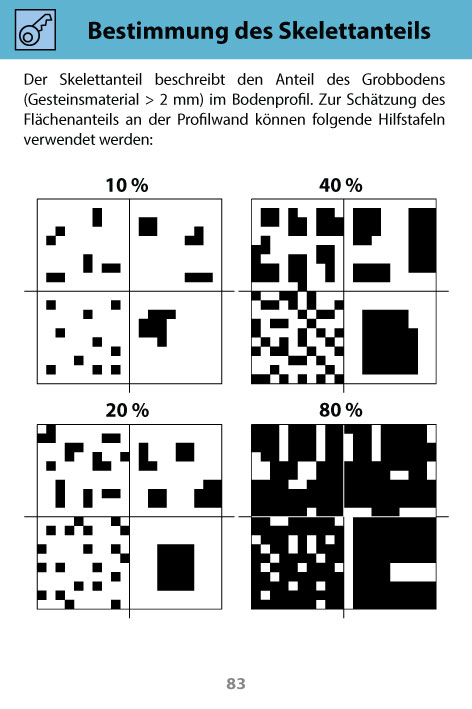 Bestimmung des Skelettanteils
Der Skelettanteil beschreibt den Anteil des Grobbodens
(Gesteinsmaterial > 2 mm) im Bodenprofil. Zur Schätzung des
Flächenanteils an der Profilwand können folgende Hilfstafeln
verwendet werden:
10 %
40 %
20 %
80 %
83